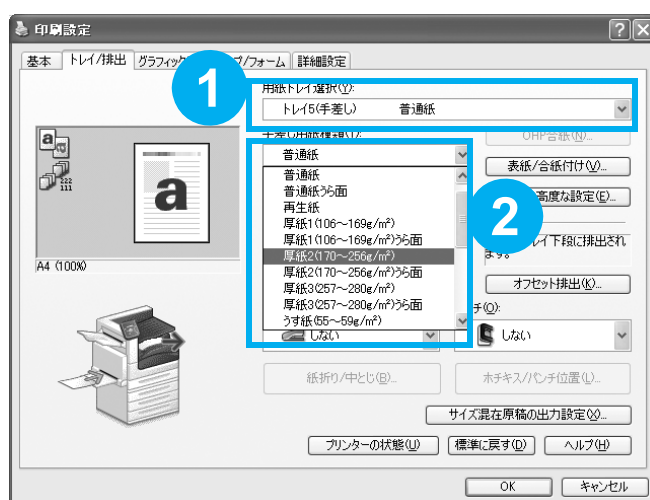 印刷設定
基本 トレイ/排出 グラフィック プ/フォーム 詳細設定
1
用紙トレイ選択(Y):
トレイ5(手差し) 普通紙
手差し用紙種類(T):
OHP合紙(N)...
普通紙
表紙/合紙付け(V)...
普通紙
普通紙うら面
再生紙
高度な設定(E)...
2
厚紙1(106～169g/m²)
厚紙1(106～169g/m²)うら面
厚紙2(170～256g/m²)
厚紙2(170～256g/m²)うら面
厚紙3(257～280g/m²)
厚紙3(257～280g/m²)うら面
うす紙(55～59g/m²)
レイ下段に排出され
ます。
オフセット排出(K)...
チ(O):
しない
しない
a
a
222
111
a
A4 (100%)
紙折り/中とじ(B)...
ホチキス/パンチ位置(L)...
サイズ混在原稿の出力設定(X)...
プリンターの状態(U)
標準に戻す(D)
ヘルプ(H)
OK
キャンセル